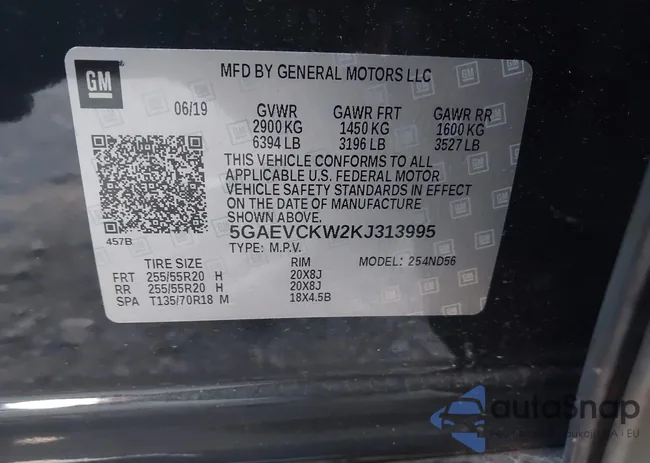 GM
MFD BY GENERAL MOTORS LLC
06/19 GVWR GAWR FRT GAWR RR
2900 KG 1450 KG 1600 KG
6394 LB 3196 LB 3527 LB
THIS VEHICLE CONFORMS TO ALL
APPLICABLE U.S. FEDERAL MOTOR
VEHICLE SAFETY STANDARDS IN EFFECT
ON THE DATE OF MANUFACTURE
SHOWN ABOVE.
457B 5GAEVCKW2KJ313995
TYPE: M.P.V. MODEL: 254ND56
TIRE SIZE RIM
FRT 255/55R20 H 20X8J
RR 255/55R20 H 20X8J
SPA T135/70R18 M 18X4.5B
autoSnap
EU